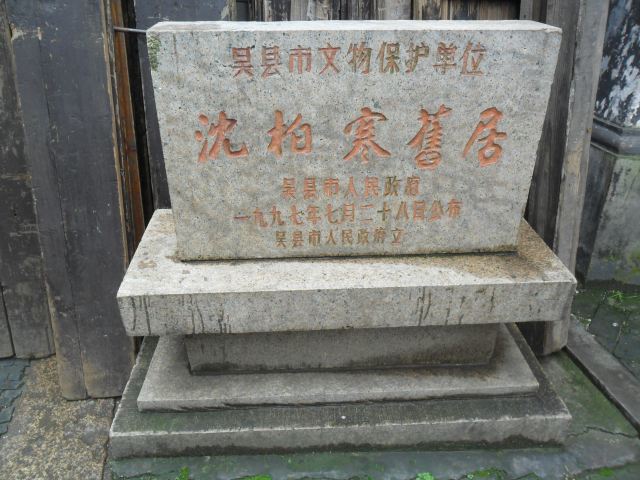 吴县市文物保护单位
沈柏寒舊居
吴县市人民政府
一九九七年七月二十八日公布
吴县市人民政府立